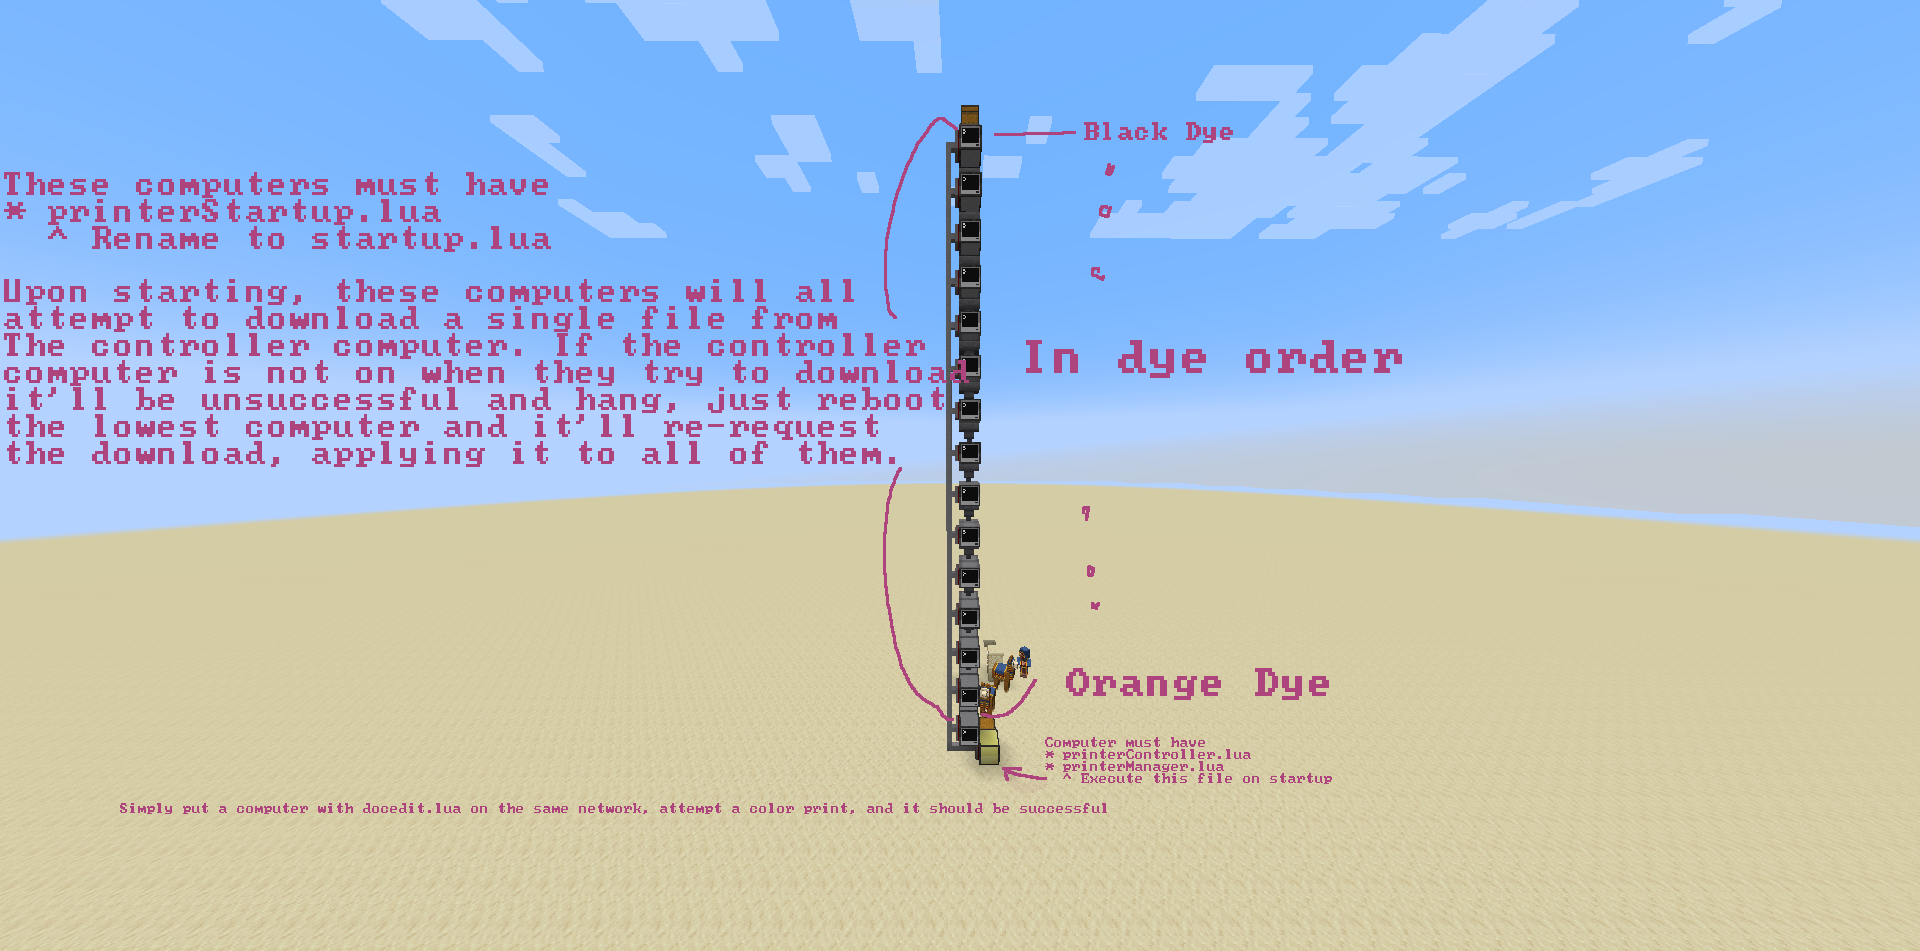 Black Dye
These computers must have
* printerStartup.lua
^ Rename to startup.lua
Upon starting, these computers will all
attempt to download a single file from
The controller computer. If the controller
computer is not on when they try to download
it'll be unsuccessful and hang, just reboot
the lowest computer and it'll re-request
the download, applying it to all of them.
In dye order
Orange Dye
Computer must have
* printerController.lua
* printerManager.lua
^ Execute this file on startup
Simply put a computer with docedit.lua on the same network, attempt a color print, and it should be successful